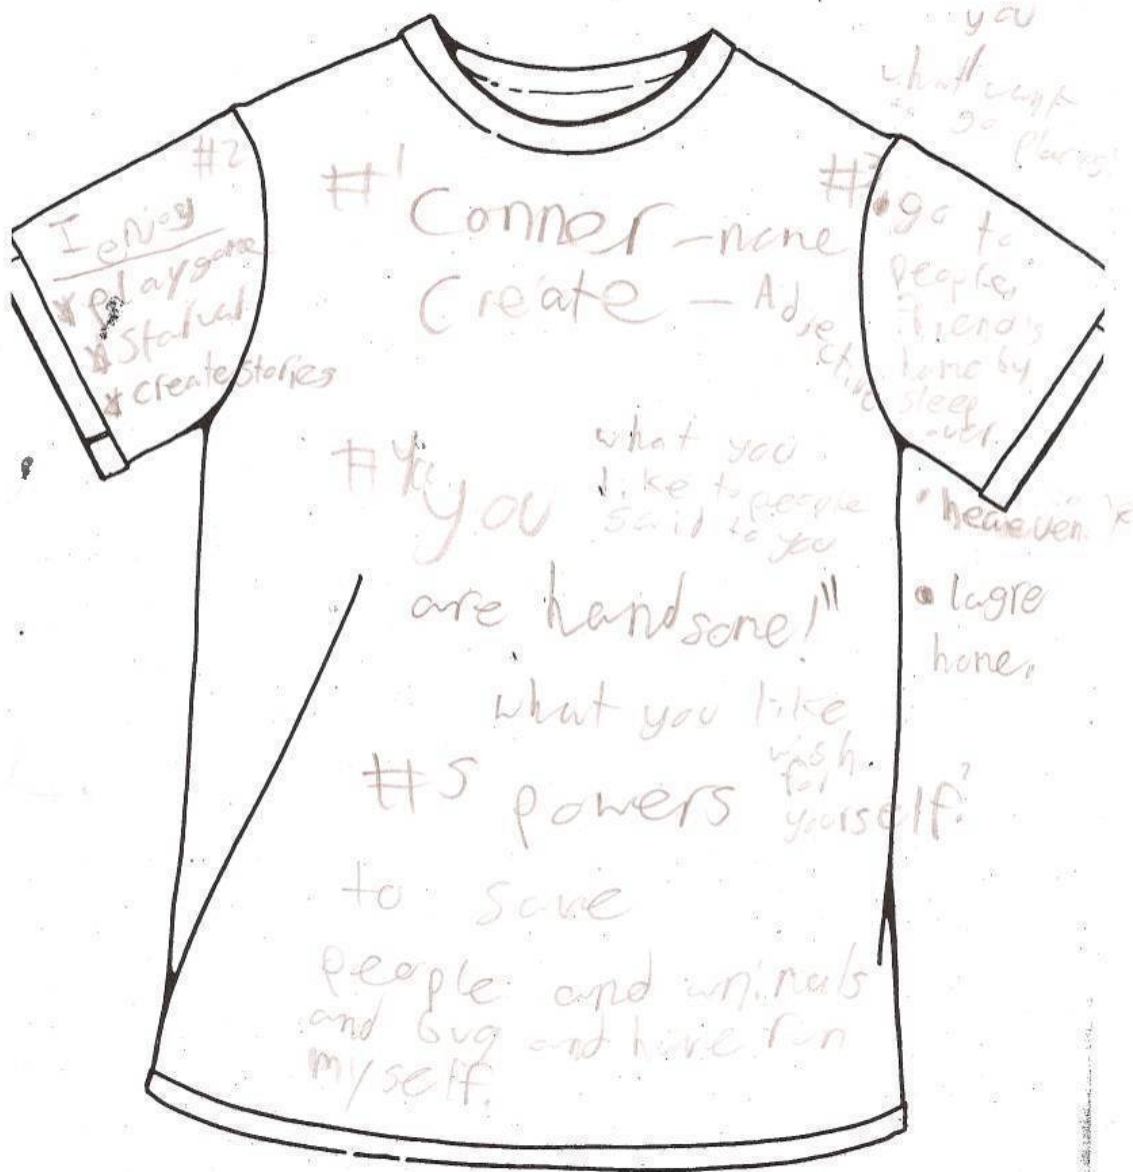 #1
Conner - name
Create - Adjective
#2
I enjoy
* play game
* create stories
you
what want
to go
places
#3
• go to
people,
friend's
home by
sleep
over.
• heaeven
• lagre
home.
#4
what you
like to people
said to you
you
are handsome!"
what you like
wish
for
yourself?
#5 powers
to save
people and animals
and bug and have fun
myself.